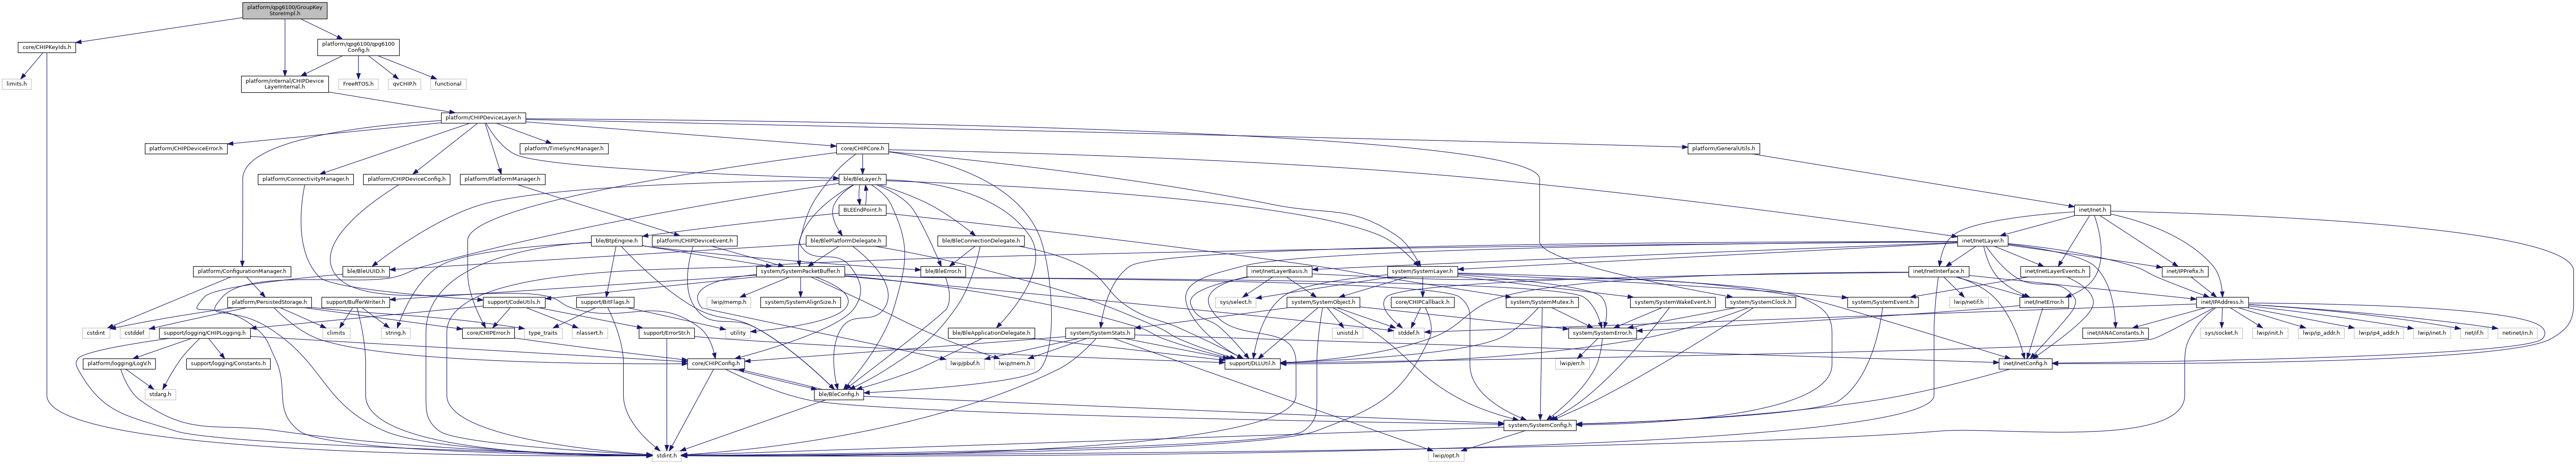 platform/qpg6100/GroupKey
StoreImpl.h
core/CHIPKeyIds.h
platform/qpg6100/qpg6100
Config.h
limits.h
platform/internal/CHIPDevice
LayerInternal.h
FreeRTOS.h
qvCHIP.h
functional
platform/CHIPDeviceLayer.h
platform/CHIPDeviceError.h
platform/TimeSyncManager.h
core/CHIPCore.h
platform/GeneralUtils.h
platform/ConnectivityManager.h
platform/CHIPDeviceConfig.h
platform/PlatformManager.h
ble/BleLayer.h
BLEEndPoint.h
inet/Inet.h
ble/BtpEngine.h
platform/CHIPDeviceEvent.h
ble/BlePlatformDelegate.h
ble/BleConnectionDelegate.h
inet/InetLayer.h
platform/ConfigurationManager.h
ble/BleUUID.h
system/SystemPacketBuffer.h
ble/BleError.h
inet/InetLayerBasis.h
system/SystemLayer.h
inet/InetInterface.h
inet/InetLayerEvents.h
inet/IPPrefix.h
platform/PersistedStorage.h
support/BufferWriter.h
support/CodeUtils.h
support/BitFlags.h
lwip/memp.h
system/SystemAlignSize.h
sys/select.h
system/SystemObject.h
core/CHIPCallback.h
system/SystemMutex.h
system/SystemWakeEvent.h
system/SystemClock.h
system/SystemEvent.h
lwip/netif.h
inet/InetError.h
inet/IPAddress.h
cstdint
cstddef
support/logging/CHIPLogging.h
climits
string.h
core/CHIPError.h
type_traits
nlassert.h
support/ErrorStr.h
utility
ble/BleApplicationDelegate.h
system/SystemStats.h
unistd.h
stddef.h
system/SystemError.h
inet/IANAConstants.h
sys/socket.h
lwip/init.h
lwip/ip_addr.h
lwip/ip4_addr.h
lwip/inet.h
net/if.h
netinet/in.h
platform/logging/LogV.h
support/logging/Constants.h
core/CHIPConfig.h
lwip/pbuf.h
lwip/mem.h
support/DLLUtil.h
lwip/err.h
inet/InetConfig.h
stdarg.h
ble/BleConfig.h
system/SystemConfig.h
stdint.h
lwip/opt.h